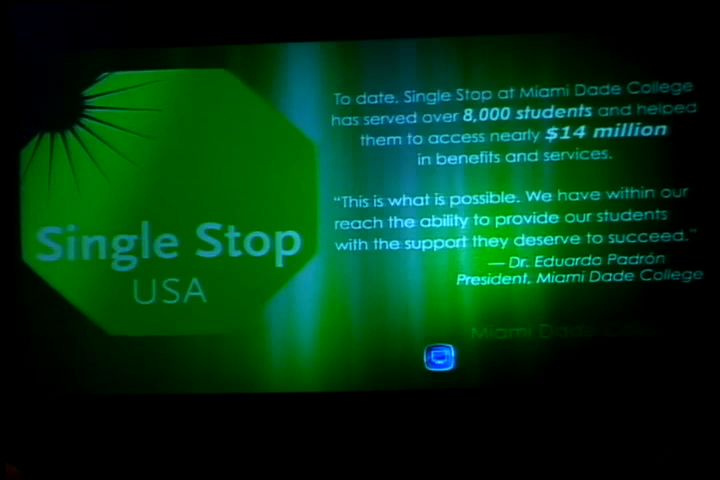 Single Stop
USA
To date, Single Stop at Miami Dade College
has served over 8,000 students and helped
them to access nearly $14 million
in benefits and services.
“This is what is possible. We have within our
reach the ability to provide our students
with the support they deserve to succeed.”
— Dr. Eduardo Padrón
President, Miami Dade College
Miami Dade